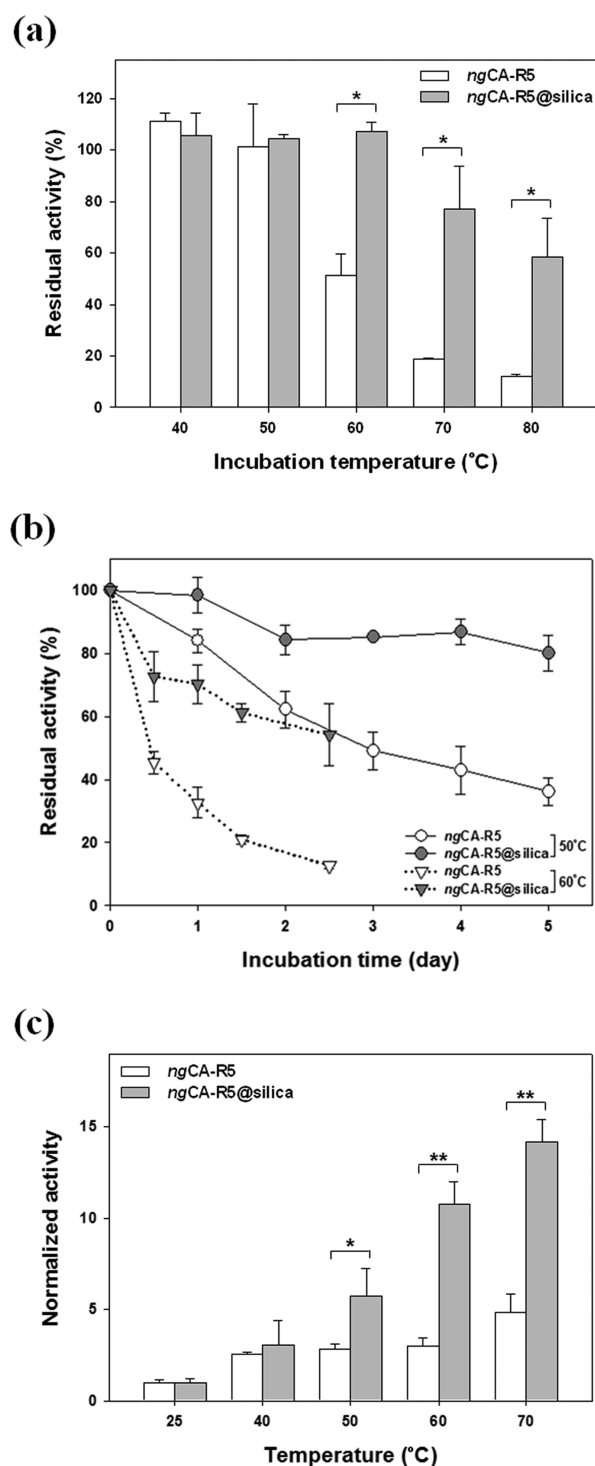 (a)
ngCA-R5
ngCA-R5@silica
120
100
80
60
40
20
0
Residual activity (%)
*
*
*
40 50 60 70 80
Incubation temperature (°C)
(b)
100
80
60
40
20
0
Residual activity (%)
ngCA-R5
ngCA-R5@silica
50°C
ngCA-R5
ngCA-R5@silica
60°C
0 1 2 3 4 5
Incubation time (day)
(c)
ngCA-R5
ngCA-R5@silica
15
10
5
0
Normalized activity
*
**
**
25 40 50 60 70
Temperature (°C)